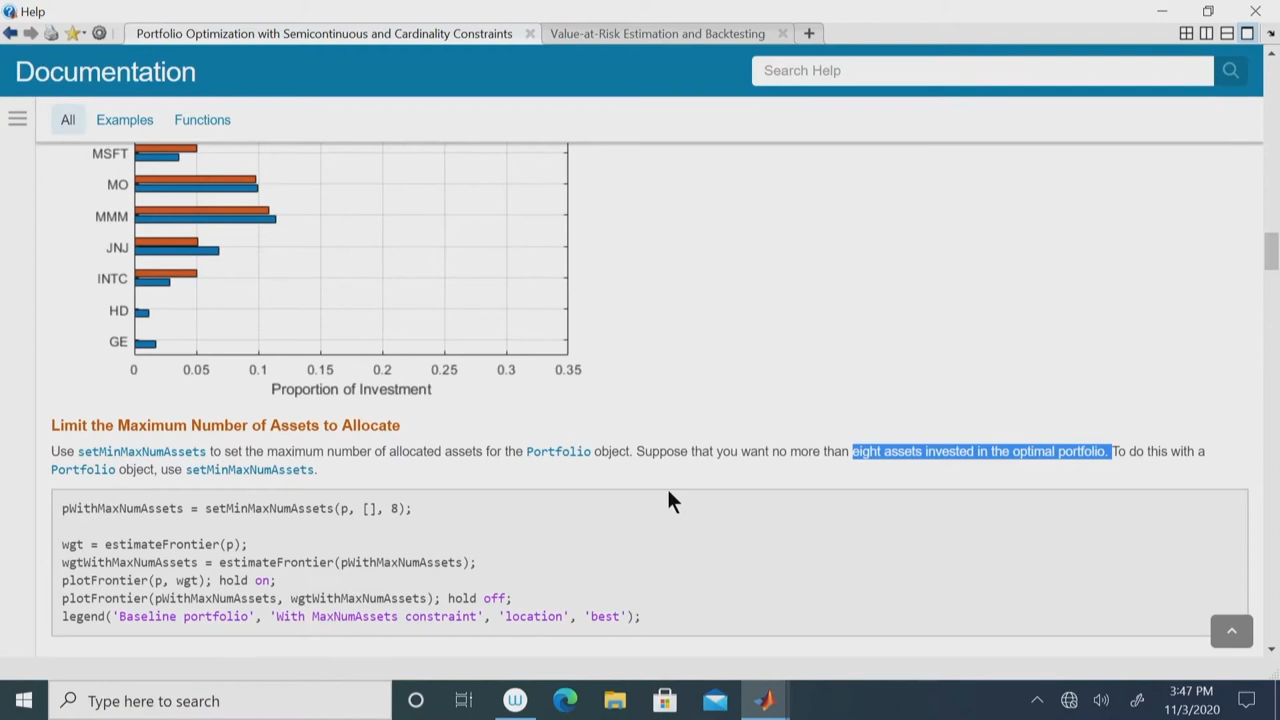 Help
Portfolio Optimization with Semicontinuous and Cardinality Constraints
Value-at-Risk Estimation and Backtesting
Documentation
Search Help
All
Examples
Functions
MSFT
MO
MMM
JNJ
INTC
HD
GE
0 0.05 0.1 0.15 0.2 0.25 0.3 0.35
Proportion of Investment
Limit the Maximum Number of Assets to Allocate
Use setMinMaxNumAssets to set the maximum number of allocated assets for the Portfolio object. Suppose that you want no more than eight assets invested in the optimal portfolio. To do this with a
Portfolio object, use setMinMaxNumAssets.
pWithMaxNumAssets = setMinMaxNumAssets(p, [], 8);
wgt = estimateFrontier(p);
wgtWithMaxNumAssets = estimateFrontier(pWithMaxNumAssets);
plotFrontier(p, wgt); hold on;
plotFrontier(pWithMaxNumAssets, wgtWithMaxNumAssets); hold off;
legend('Baseline portfolio', 'With MaxNumAssets constraint', 'location', 'best');
Type here to search
3:47 PM
11/3/2020